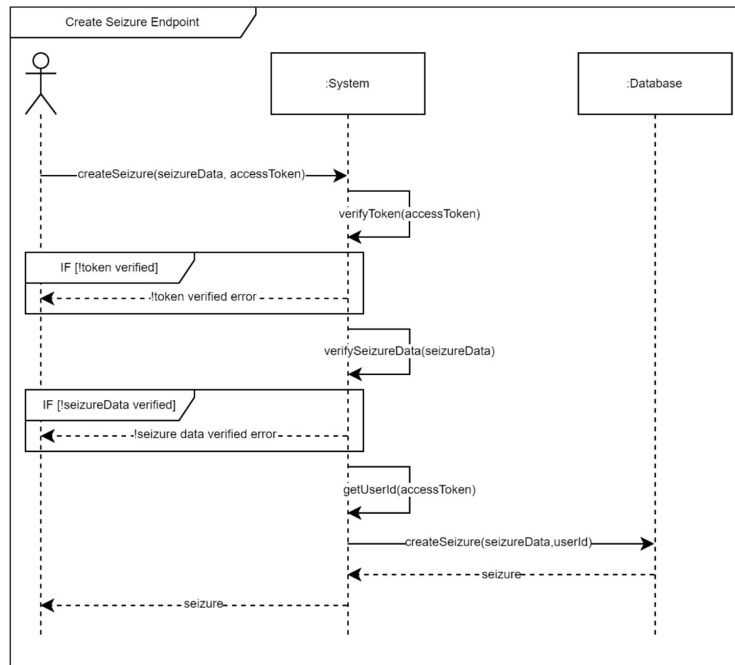 Create Seizure Endpoint
:System
:Database
createSeizure(seizureData, accessToken)
verifyToken(accessToken)
IF [!token verified]
!token verified error
verifySeizureData(seizureData)
IF [!seizureData verified]
!seizure data verified error
getUserId(accessToken)
createSeizure(seizureData,userId)
seizure
seizure